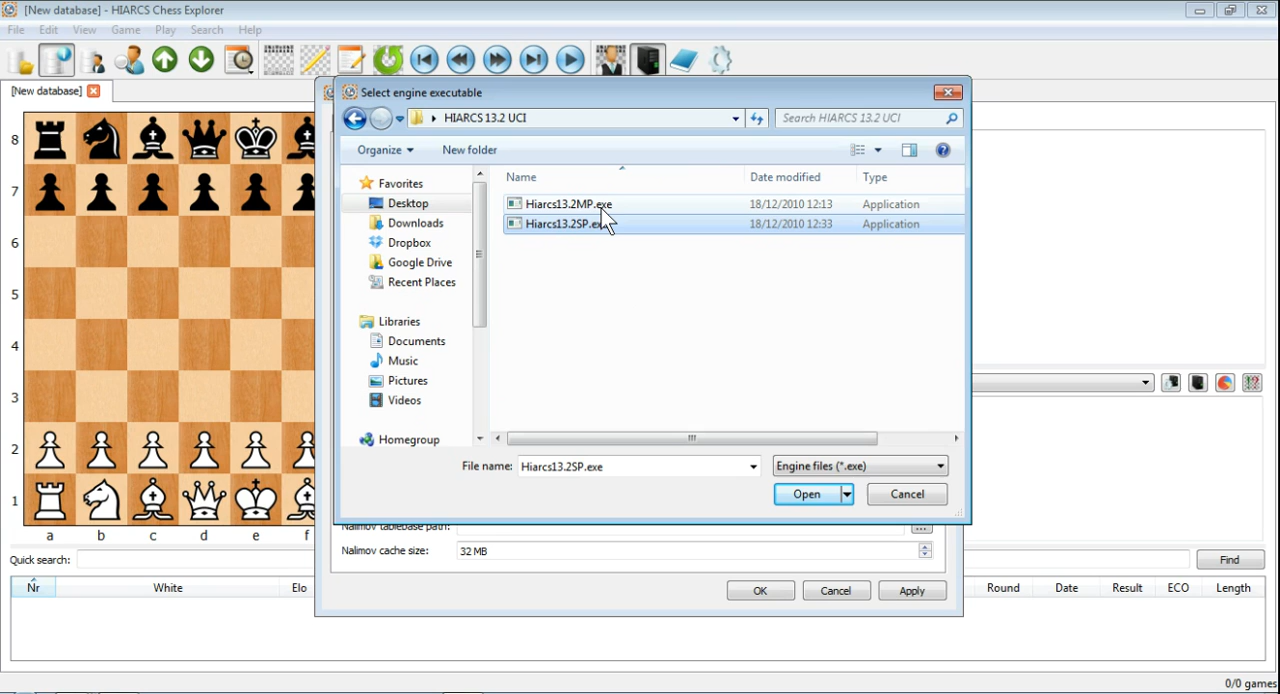 [New database] - HIARCS Chess Explorer
File Edit View Game Play Search Help
[New database]
Select engine executable
HIARCS 13.2 UCI
Search HIARCS 13.2 UCI
Organize New folder
Favorites
Desktop
Downloads
Dropbox
Google Drive
Recent Places
Libraries
Documents
Music
Pictures
Videos
Homegroup
Name Date modified Type
Hiarcs13.2MP.exe 18/12/2010 12:13 Application
Hiarcs13.2SP.exe 18/12/2010 12:33 Application
File name: Hiarcs13.2SP.exe Engine files (*.exe)
Open Cancel
8
7
6
5
4
3
2
1
a b c d e f
Nalimov tablebase path: ...
Nalimov cache size: 32 MB
OK Cancel Apply
Quick search: Find
Nr White Elo Round Date Result ECO Length
0/0 games